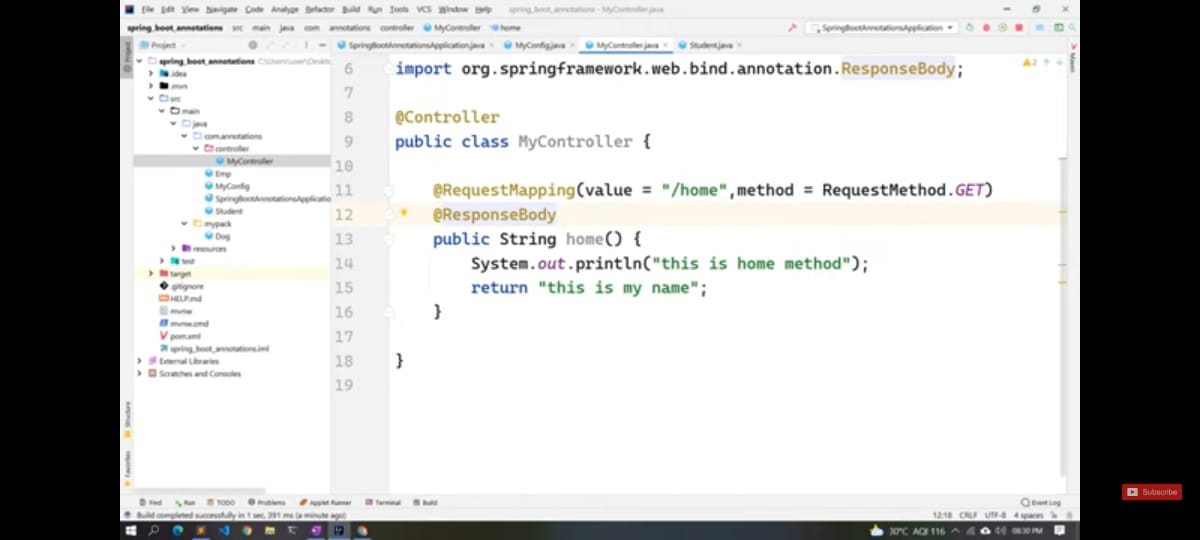 File Edit View Navigate Code Analyze Refactor Build Run Tools VCS Window Help spring_boot_annotations - MyController.java
spring_boot_annotations src main java com annotations controller MyController home SpringBootAnnotationsApplication
Project SpringBootAnnotationsApplication.java MyConfig.java MyController.java Student.java
Project
Maven
spring_boot_annotations C:\Users\user\Deskto
.idea
.mvn
src
main
java
com.annotations
controller
MyController
Emp
MyConfig
SpringBootAnnotationsApplicatio
Student
mypack
Dog
resources
test
target
.gitignore
HELP.md
mvnw
mvnw.cmd
pom.xml
spring_boot_annotations.iml
External Libraries
Scratches and Consoles
Structure
Favorites
2
6 import org.springframework.web.bind.annotation.ResponseBody;
7
8 @Controller
9 public class MyController {
10
11 @RequestMapping(value = "/home",method = RequestMethod.GET)
12 @ResponseBody
13 public String home() {
14 System.out.println("this is home method");
15 return "this is my name";
16 }
17
18 }
19
Subscribe
Find Run TODO Problems Applet Runner Terminal Build Event Log
Build completed successfully in 1 sec, 391 ms (a minute ago) 12:18 CRLF UTF-8 4 spaces
30°C AQI 116 08:30 PM